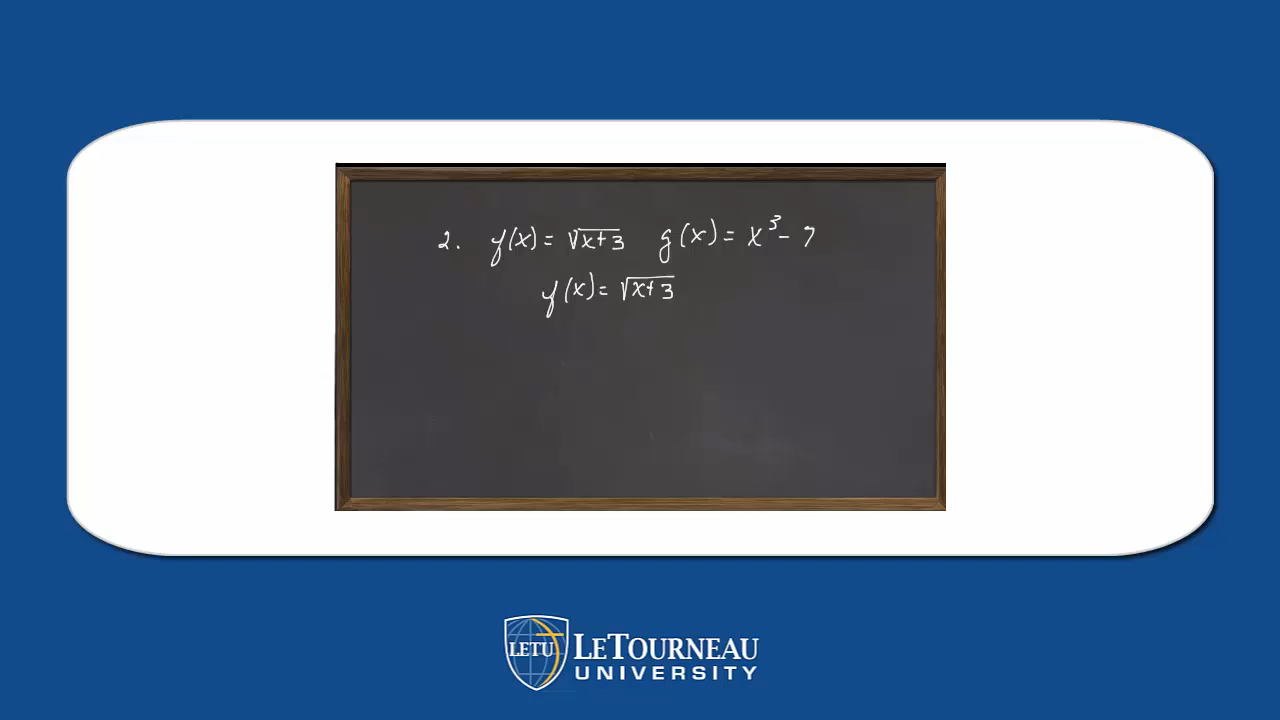 2. f(x) = √x+3 g(x) = x³ - 7
f(x) = √x+3
LETU LETOURNEAU
UNIVERSITY